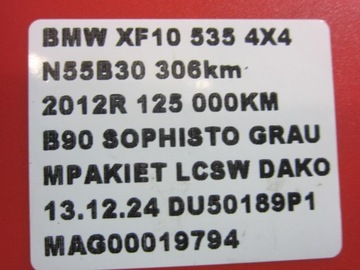 BMW XF10 535 4X4
N55B30 306km
2012R 125 000KM
B90 SOPHISTO GRAU
MPAKIET LCSW DAKO
13.12.24 DU50189P1
MAG00019794